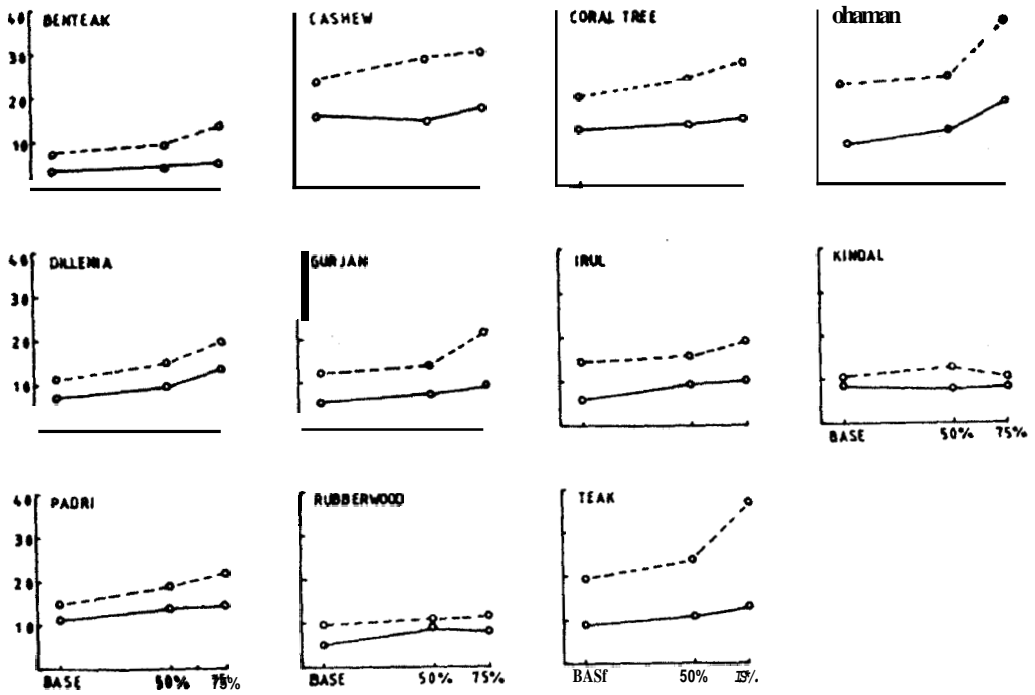 40 BENTEAK CASHEW CORAL TREE ohaman
30
20
10
40 DILLENIA GURJAN IRUL KINDAL
30
20
10
BASE 50% 75%
40 PADRI RUBBERWOOD TEAK
30
20
10
BASE 50% 75% BASE 50% 75% BASf 50% 75%.